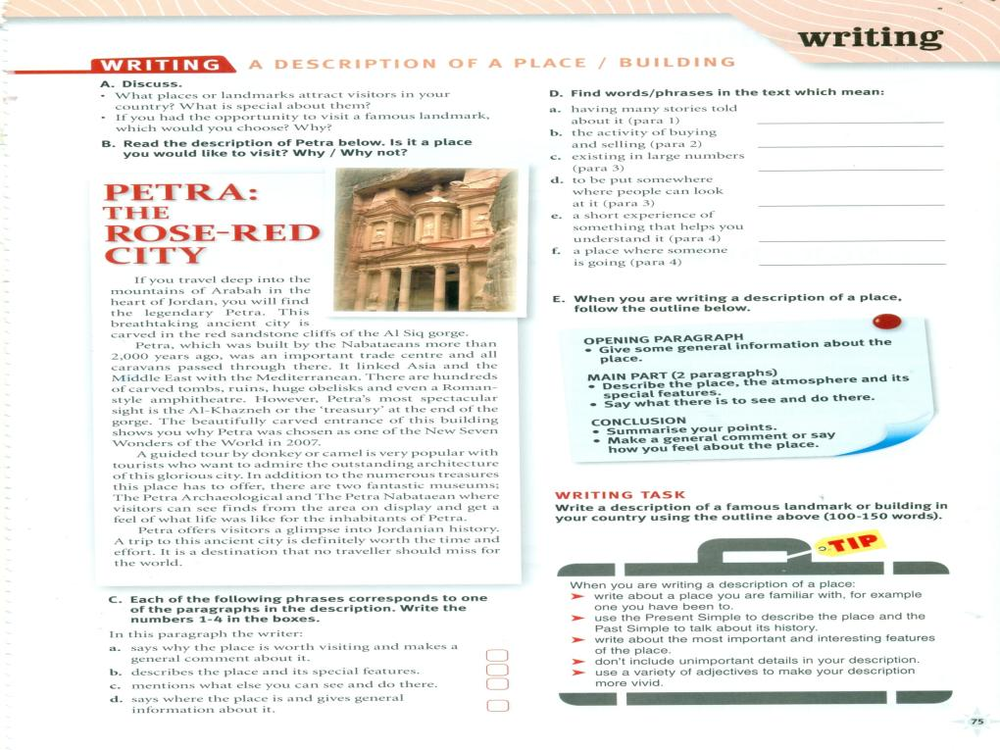 writing
WRITING A DESCRIPTION OF A PLACE / BUILDING
A. Discuss.
• What places or landmarks attract visitors in your
country? What is special about them?
• If you had the opportunity to visit a famous landmark,
which would you choose? Why?
B. Read the description of Petra below. Is it a place
you would like to visit? Why / Why not?
PETRA:
THE
ROSE-RED
CITY
If you travel deep into the
mountains of Arabah in the
heart of Jordan, you will find
the legendary Petra. This
breathtaking ancient city is
carved in the red sandstone cliffs of the Al Siq gorge.
Petra, which was built by the Nabataeans more than
2,000 years ago, was an important trade centre and all
caravans passed through there. It linked Asia and the
Middle East with the Mediterranean. There are hundreds
of carved tombs, ruins, huge obelisks and even a Roman-
style amphitheatre. However, Petra's most spectacular
sight is the Al-Khazneh or the 'treasury' at the end of the
gorge. The beautifully carved entrance of this building
shows you why Petra was chosen as one of the New Seven
Wonders of the World in 2007.
A guided tour by donkey or camel is very popular with
tourists who want to admire the outstanding architecture
of this glorious city. In addition to the numerous treasures
this place has to offer, there are two fantastic museums;
The Petra Archaeological and The Petra Nabataean where
visitors can see finds from the area on display and get a
feel of what life was like for the inhabitants of Petra.
Petra offers visitors a glimpse into Jordanian history.
A trip to this ancient city is definitely worth the time and
effort. It is a destination that no traveller should miss for
the world.
C. Each of the following phrases corresponds to one
of the paragraphs in the description. Write the
numbers 1-4 in the boxes.
In this paragraph the writer:
a. says why the place is worth visiting and makes a
general comment about it.
b. describes the place and its special features.
c. mentions what else you can see and do there.
d. says where the place is and gives general
information about it.
D. Find words/phrases in the text which mean:
a. having many stories told
about it (para 1)
b. the activity of buying
and selling (para 2)
c. existing in large numbers
(para 3)
d. to be put somewhere
where people can look
at it (para 3)
e. a short experience of
something that helps you
understand it (para 4)
f. a place where someone
is going (para 4)
E. When you are writing a description of a place,
follow the outline below.
OPENING PARAGRAPH
• Give some general information about the
place.
MAIN PART (2 paragraphs)
• Describe the place, the atmosphere and its
special features.
• Say what there is to see and do there.
CONCLUSION
• Summarise your points.
• Make a general comment or say
how you feel about the place.
WRITING TASK
Write a description of a famous landmark or building in
your country using the outline above (100-150 words).
TIP
When you are writing a description of a place:
➤ write about a place you are familiar with, for example
one you have been to.
➤ use the Present Simple to describe the place and the
Past Simple to talk about its history.
➤ write about the most important and interesting features
of the place.
➤ don't include unimportant details in your description.
➤ use a variety of adjectives to make your description
more vivid.
75